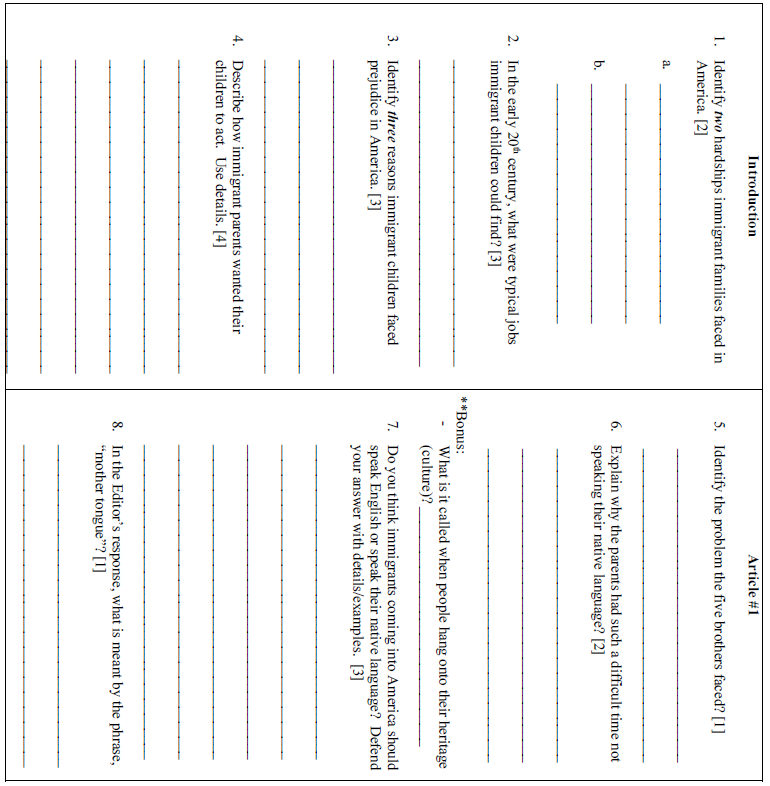 Introduction
1. Identify two hardships immigrant families faced in
America. [2]
a.
b.
2. In the early 20th century, what were typical jobs
immigrant children could find? [3]
3. Identify three reasons immigrant children faced
prejudice in America. [3]
4. Describe how immigrant parents wanted their
children to act. Use details. [4]
Article #1
5. Identify the problem the five brothers faced? [1]
6. Explain why the parents had such a difficult time not
speaking their native language? [2]
**Bonus:
- What is it called when people hang onto their heritage
(culture)?
7. Do you think immigrants coming into America should
speak English or speak their native language? Defend
your answer with details/examples. [3]
8. In the Editor's response, what is meant by the phrase,
"mother tongue"? [1]